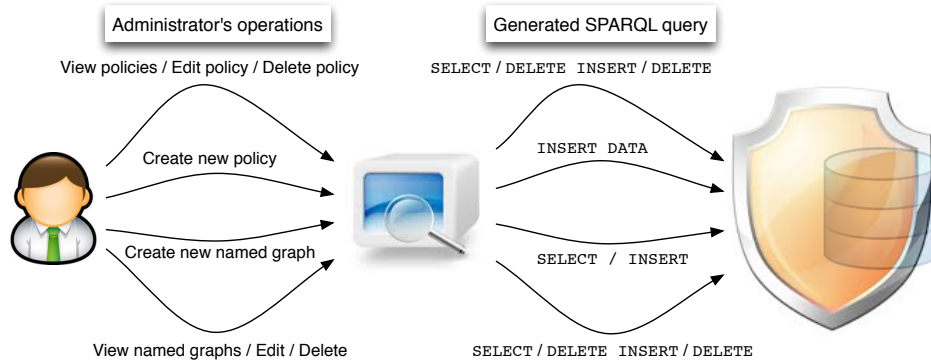 Administrator's operations
Generated SPARQL query
View policies / Edit policy / Delete policy
SELECT / DELETE INSERT / DELETE
Create new policy
INSERT DATA
Create new named graph
SELECT / INSERT
View named graphs / Edit / Delete
SELECT / DELETE INSERT / DELETE